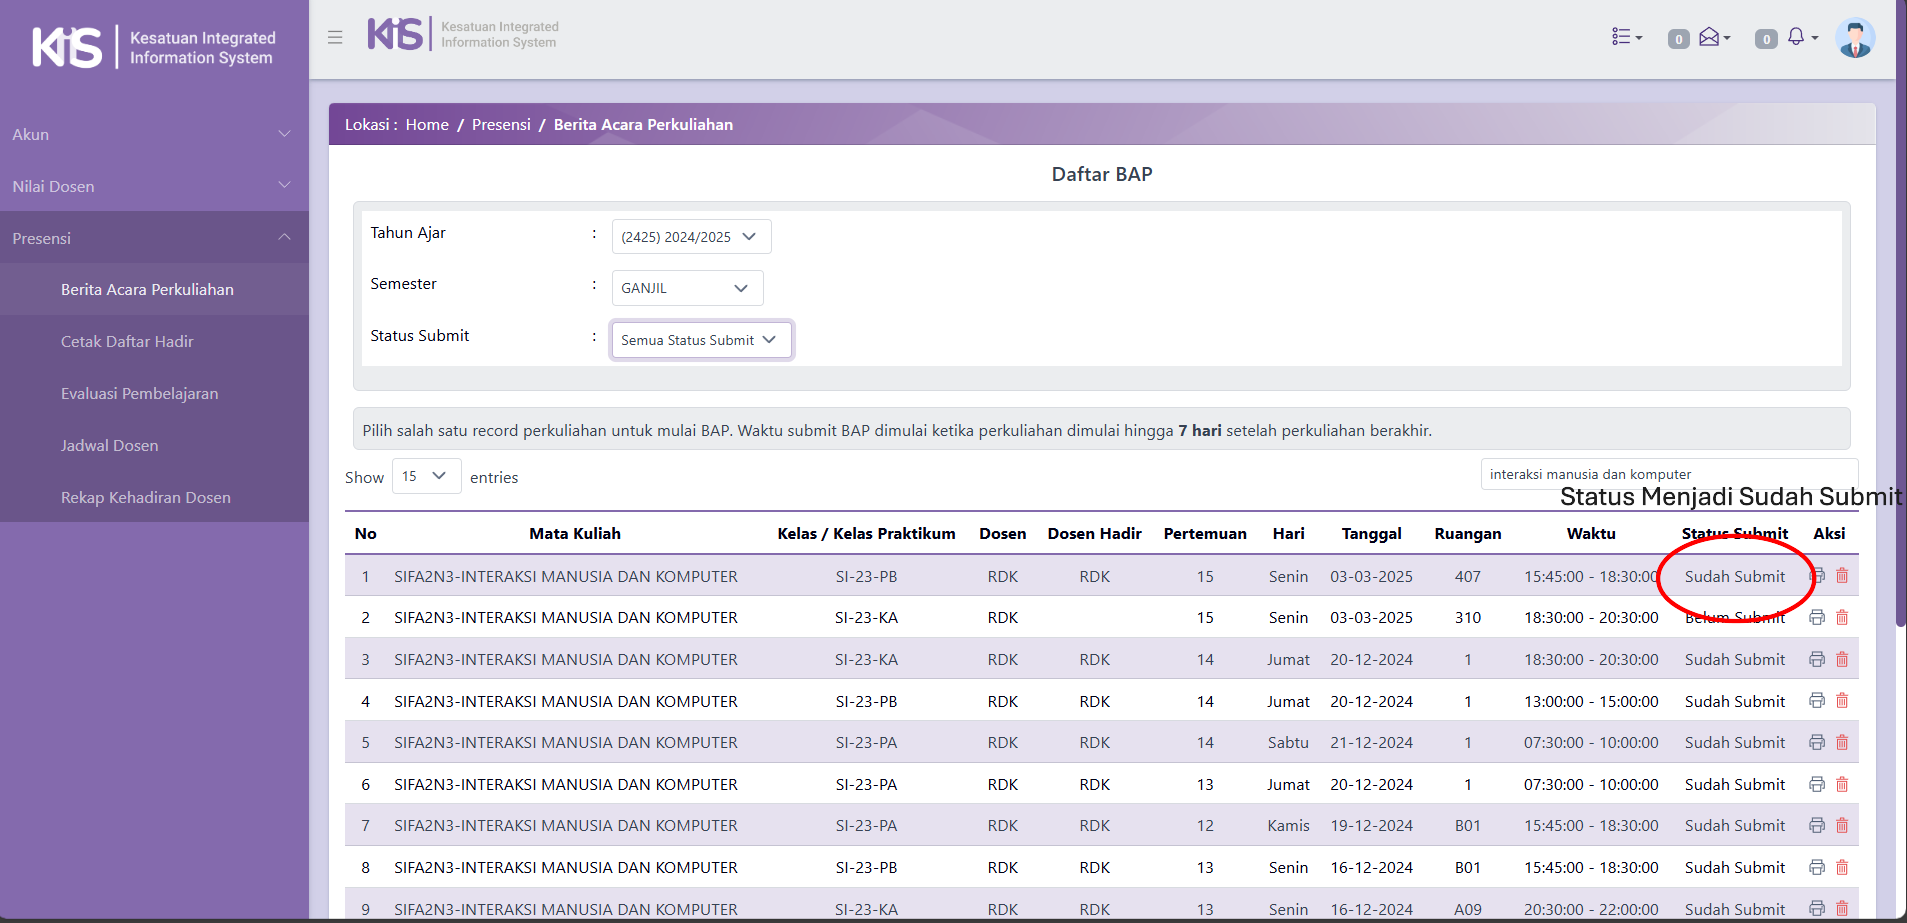 KiS | Kesatuan Integrated
Information System
KiS | Kesatuan Integrated
Information System
0
0
Akun
Nilai Dosen
Presensi
Berita Acara Perkuliahan
Cetak Daftar Hadir
Evaluasi Pembelajaran
Jadwal Dosen
Rekap Kehadiran Dosen
Lokasi : Home / Presensi / Berita Acara Perkuliahan
Daftar BAP
Tahun Ajar : (2425) 2024/2025
Semester : GANJIL
Status Submit : Semua Status Submit
Pilih salah satu record perkuliahan untuk mulai BAP. Waktu submit BAP dimulai ketika perkuliahan dimulai hingga 7 hari setelah perkuliahan berakhir.
Show 15 entries
interaksi manusia dan komputer
Status Menjadi Sudah Submit
No Mata Kuliah Kelas / Kelas Praktikum Dosen Dosen Hadir Pertemuan Hari Tanggal Ruangan Waktu Status Submit Aksi
1 SIFA2N3-INTERAKSI MANUSIA DAN KOMPUTER SI-23-PB RDK RDK 15 Senin 03-03-2025 407 15:45:00 - 18:30:00 Sudah Submit
2 SIFA2N3-INTERAKSI MANUSIA DAN KOMPUTER SI-23-KA RDK 15 Senin 03-03-2025 310 18:30:00 - 20:30:00 Belum Submit
3 SIFA2N3-INTERAKSI MANUSIA DAN KOMPUTER SI-23-KA RDK RDK 14 Jumat 20-12-2024 1 18:30:00 - 20:30:00 Sudah Submit
4 SIFA2N3-INTERAKSI MANUSIA DAN KOMPUTER SI-23-PB RDK RDK 14 Jumat 20-12-2024 1 13:00:00 - 15:00:00 Sudah Submit
5 SIFA2N3-INTERAKSI MANUSIA DAN KOMPUTER SI-23-PA RDK RDK 14 Sabtu 21-12-2024 1 07:30:00 - 10:00:00 Sudah Submit
6 SIFA2N3-INTERAKSI MANUSIA DAN KOMPUTER SI-23-PA RDK RDK 13 Jumat 20-12-2024 1 07:30:00 - 10:00:00 Sudah Submit
7 SIFA2N3-INTERAKSI MANUSIA DAN KOMPUTER SI-23-PA RDK RDK 12 Kamis 19-12-2024 B01 15:45:00 - 18:30:00 Sudah Submit
8 SIFA2N3-INTERAKSI MANUSIA DAN KOMPUTER SI-23-PB RDK RDK 13 Senin 16-12-2024 B01 15:45:00 - 18:30:00 Sudah Submit
9 SIFA2N3-INTERAKSI MANUSIA DAN KOMPUTER SI-23-KA RDK RDK 13 Senin 16-12-2024 A09 20:30:00 - 22:00:00 Sudah Submit